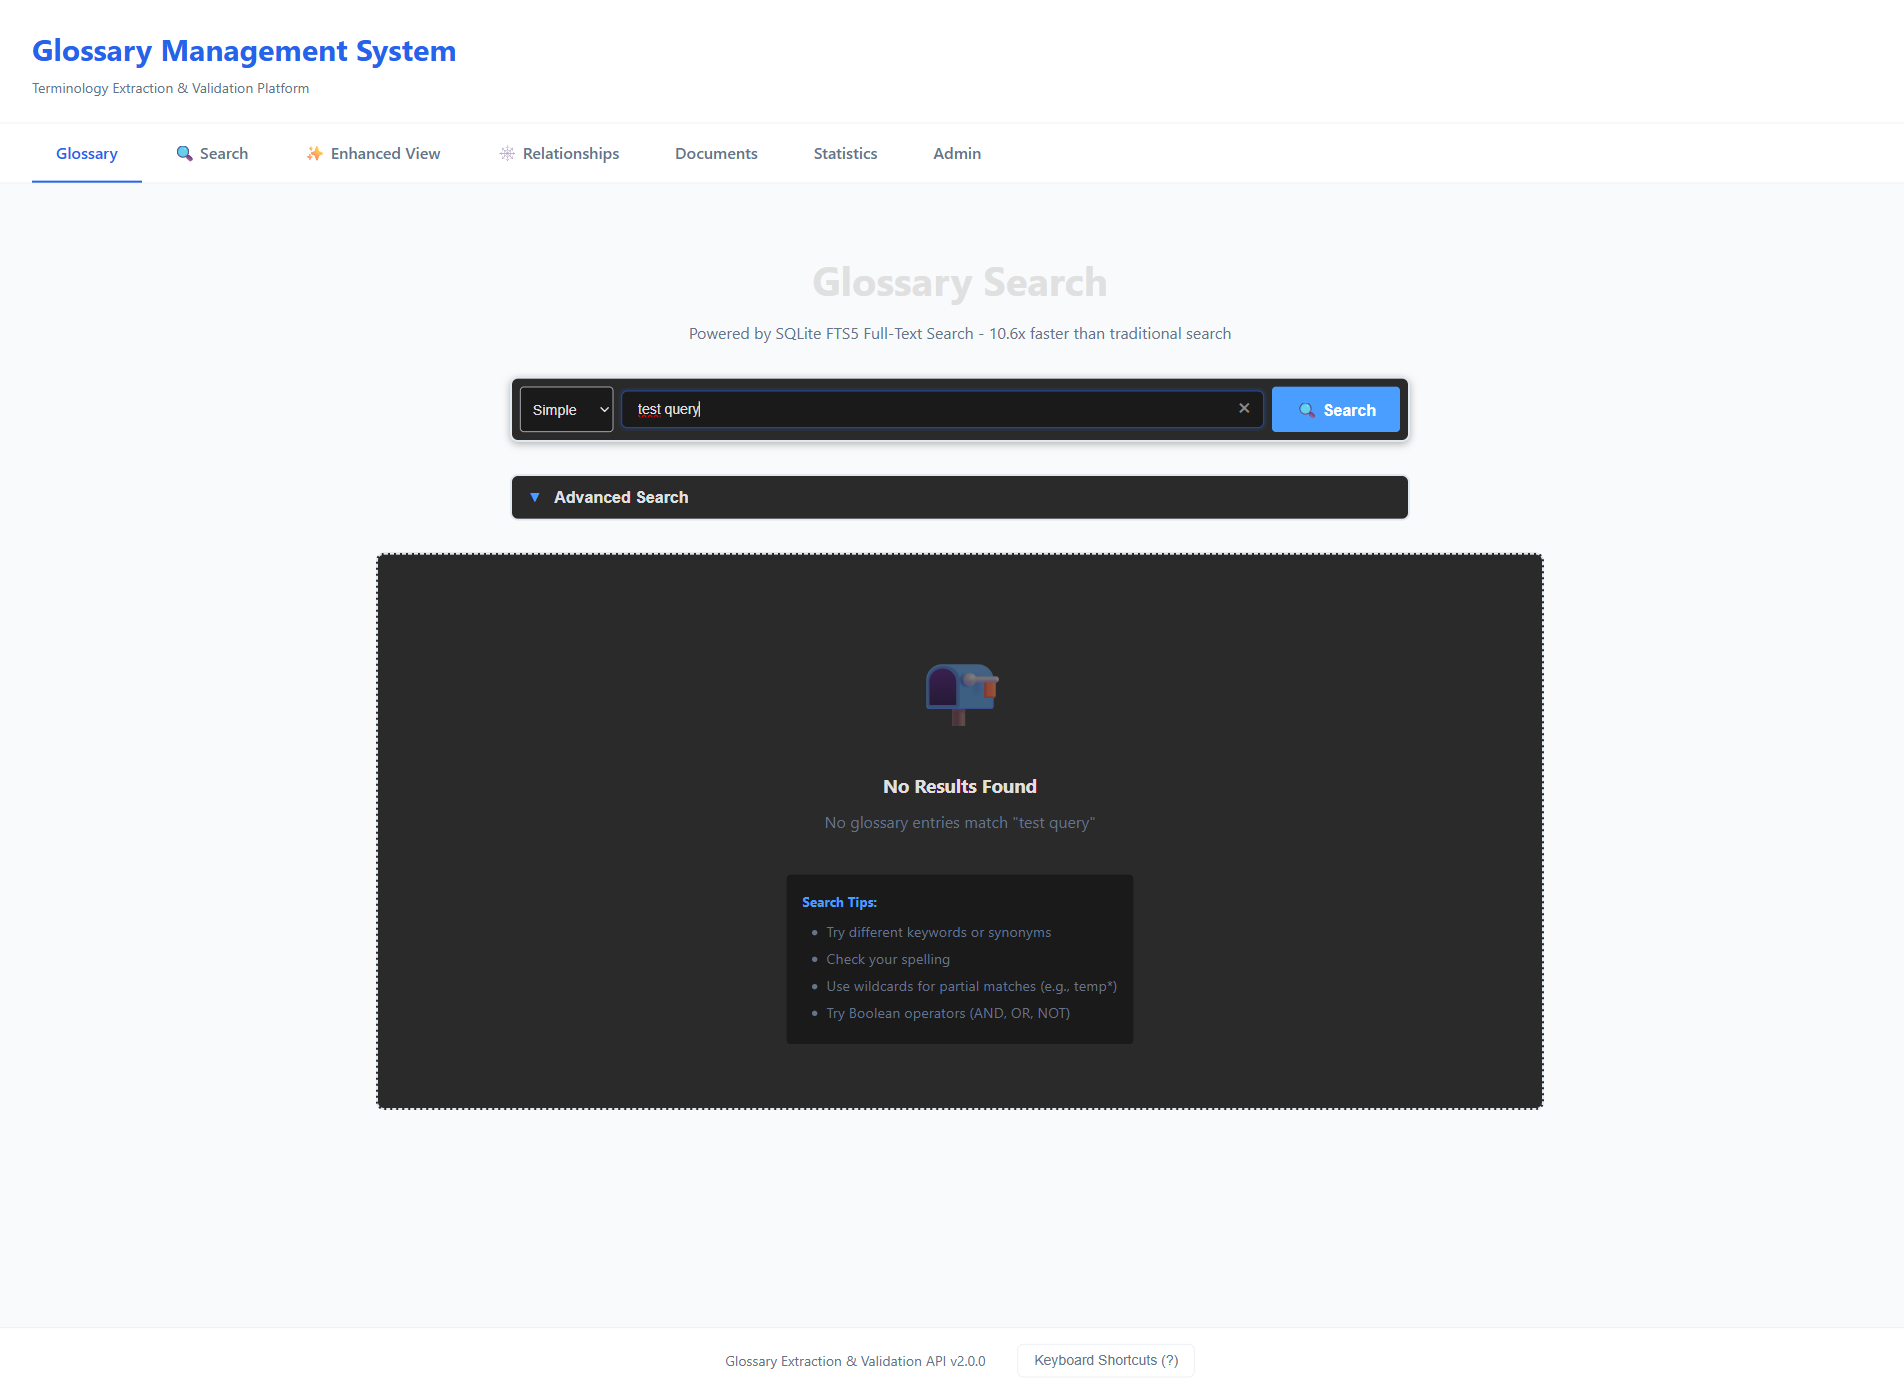 Glossary Management System
Terminology Extraction & Validation Platform
Glossary Search Enhanced View Relationships Documents Statistics Admin
Glossary Search
Powered by SQLite FTS5 Full-Text Search - 10.6x faster than traditional search
Simple test query ✕ Search
▼ Advanced Search
No Results Found
No glossary entries match "test query"
Search Tips:
• Try different keywords or synonyms
• Check your spelling
• Use wildcards for partial matches (e.g., temp*)
• Try Boolean operators (AND, OR, NOT)
Glossary Extraction & Validation API v2.0.0 Keyboard Shortcuts (?)